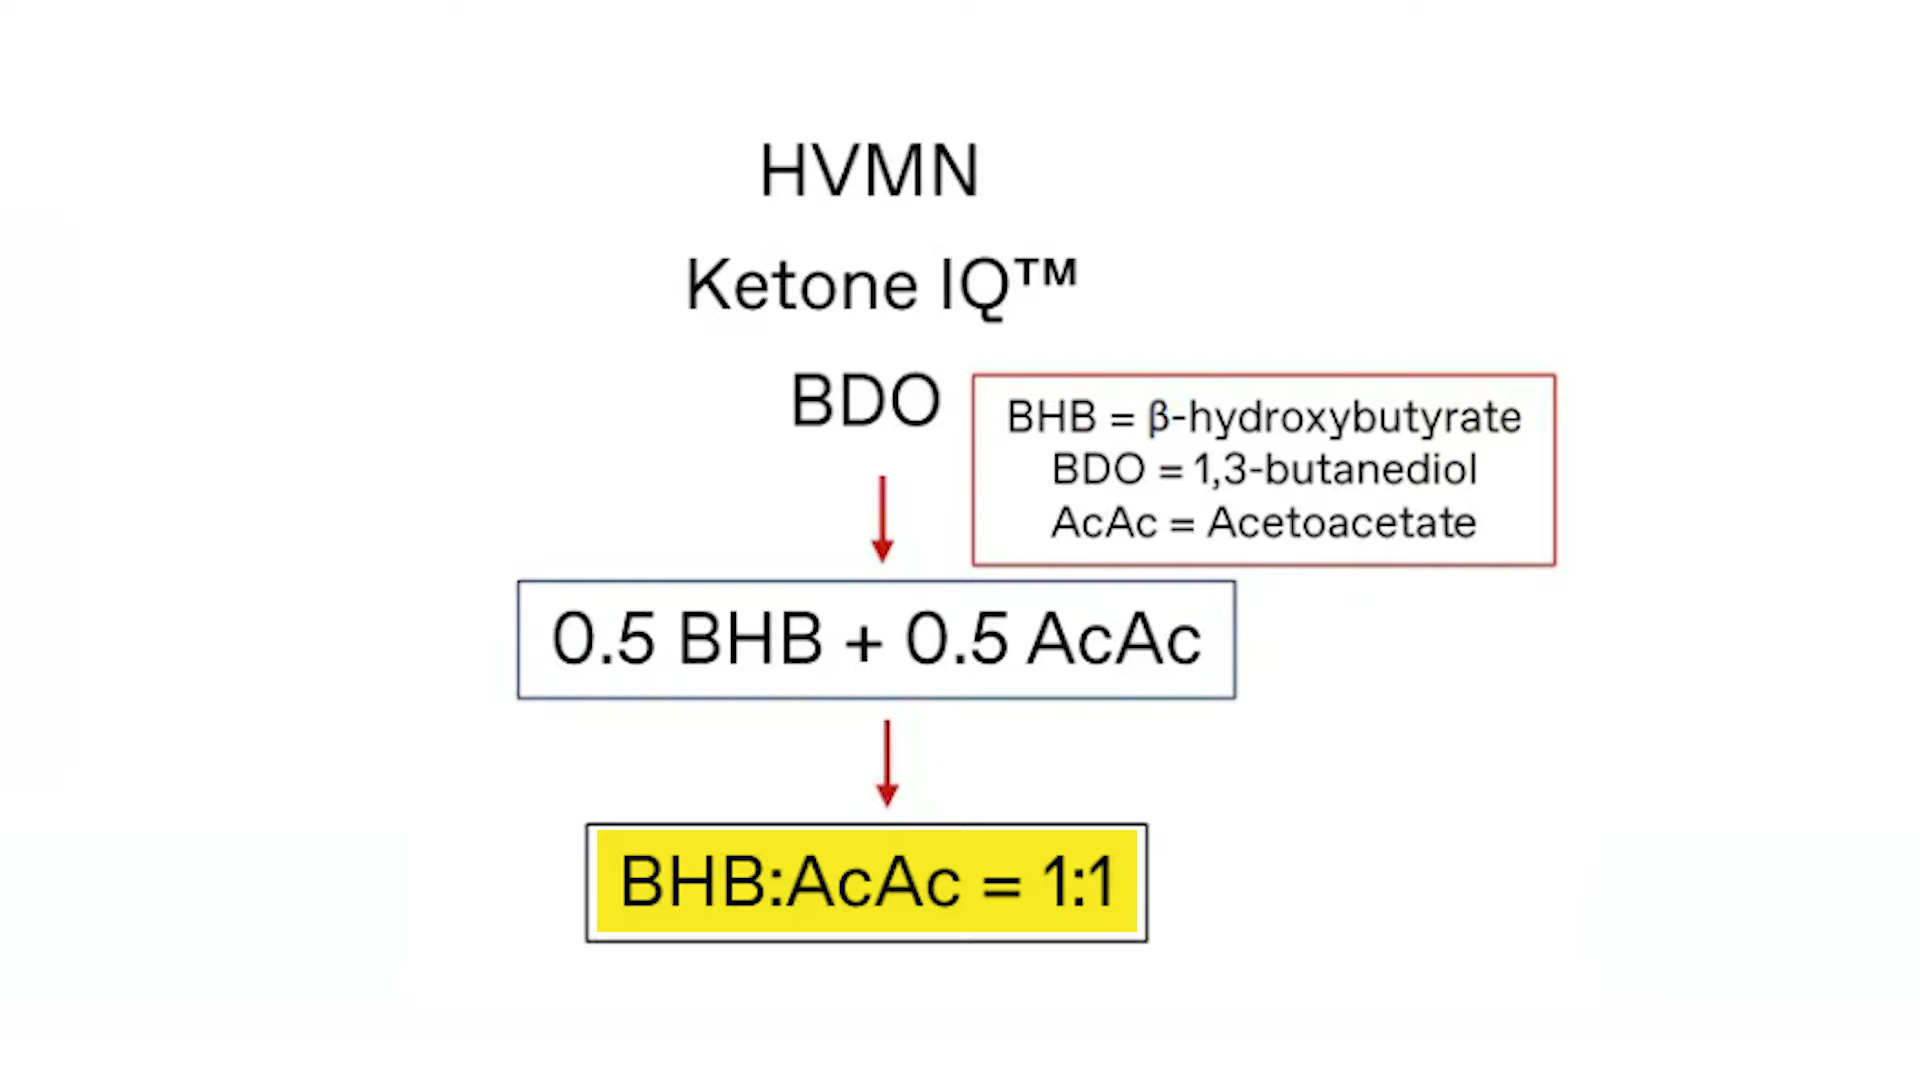 HVMN
Ketone IQ™
BDO
BHB = β-hydroxybutyrate
BDO = 1,3-butanediol
AcAc = Acetoacetate
0.5 BHB + 0.5 AcAc
BHB:AcAc = 1:1